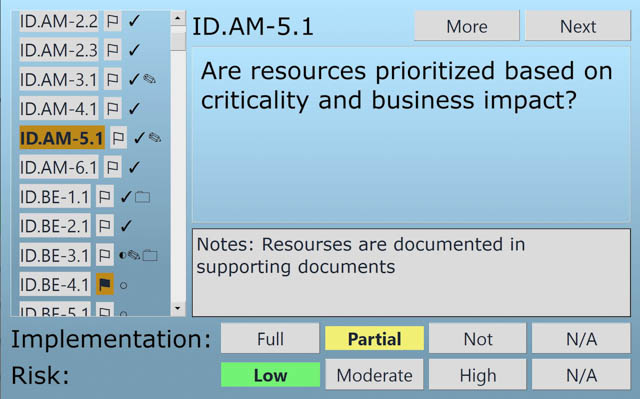 ID.AM-2.2 ✓
ID.AM-2.3 ✓
ID.AM-3.1 ✓
ID.AM-4.1 ✓
ID.AM-5.1 ✓
ID.AM-6.1 ✓
ID.BE-1.1 ✓
ID.BE-2.1 ✓
ID.BE-3.1
ID.BE-4.1
ID.BE-5.1
ID.AM-5.1 More Next
Are resources prioritized based on
criticality and business impact?
Notes: Resourses are documented in
supporting documents
Implementation: Full Partial Not N/A
Risk: Low Moderate High N/A